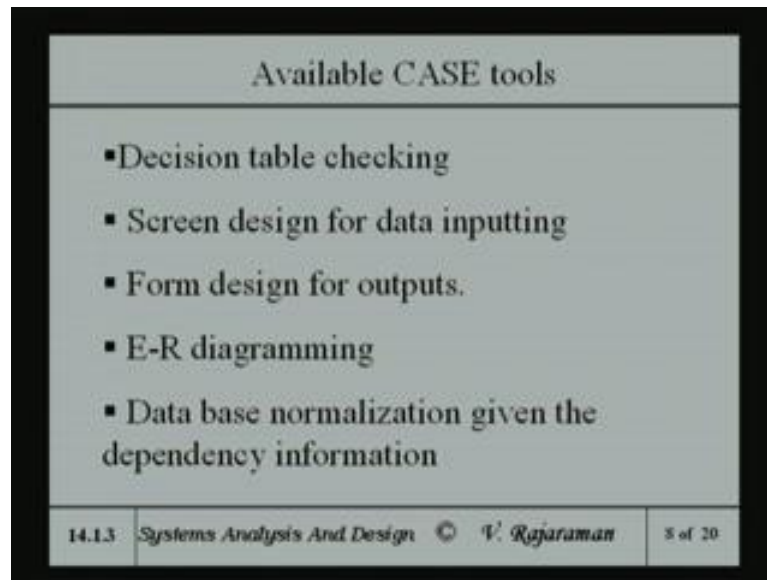 Available CASE tools
▪Decision table checking
▪ Screen design for data inputting
▪ Form design for outputs.
▪ E-R diagramming
▪ Data base normalization given the
dependency information
14.1.3 Systems Analysis And Design © V. Rajaraman 8 of 20